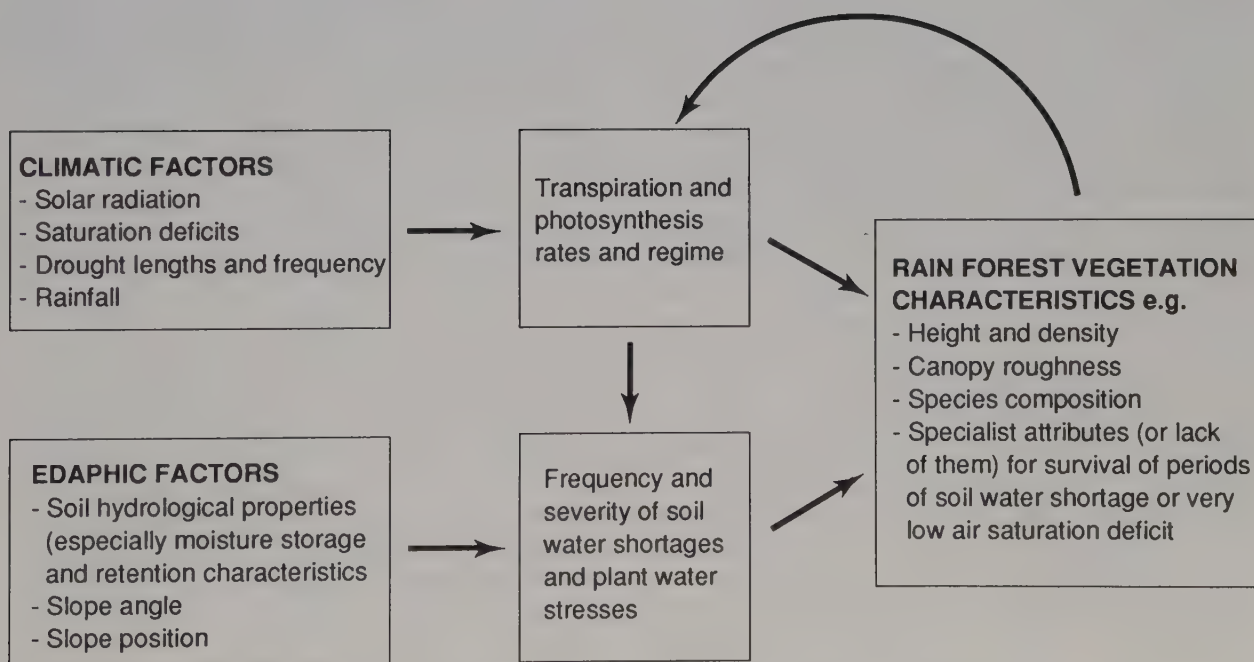 CLIMATIC FACTORS
- Solar radiation
- Saturation deficits
- Drought lengths and frequency
- Rainfall
Transpiration and
photosynthesis
rates and regime
EDAPHIC FACTORS
- Soil hydrological properties
(especially moisture storage
and retention characteristics
- Slope angle
- Slope position
Frequency and
severity of soil
water shortages
and plant water
stresses
RAIN FOREST VEGETATION
CHARACTERISTICS e.g.
- Height and density
- Canopy roughness
- Species composition
- Specialist attributes (or lack
of them) for survival of periods
of soil water shortage or very
low air saturation deficit